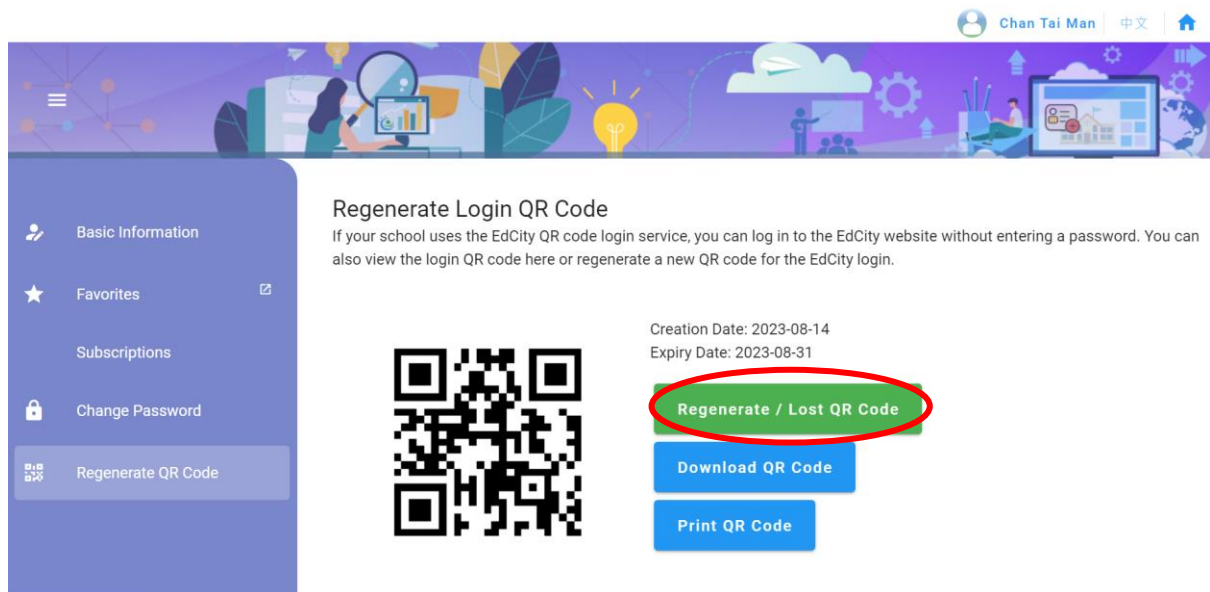 Chan Tai Man
中文
Basic Information
Favorites
Subscriptions
Change Password
Regenerate QR Code
Regenerate Login QR Code
If your school uses the EdCity QR code login service, you can log in to the EdCity website without entering a password. You can
also view the login QR code here or regenerate a new QR code for the EdCity login.
Creation Date: 2023-08-14
Expiry Date: 2023-08-31
Regenerate / Lost QR Code
Download QR Code
Print QR Code